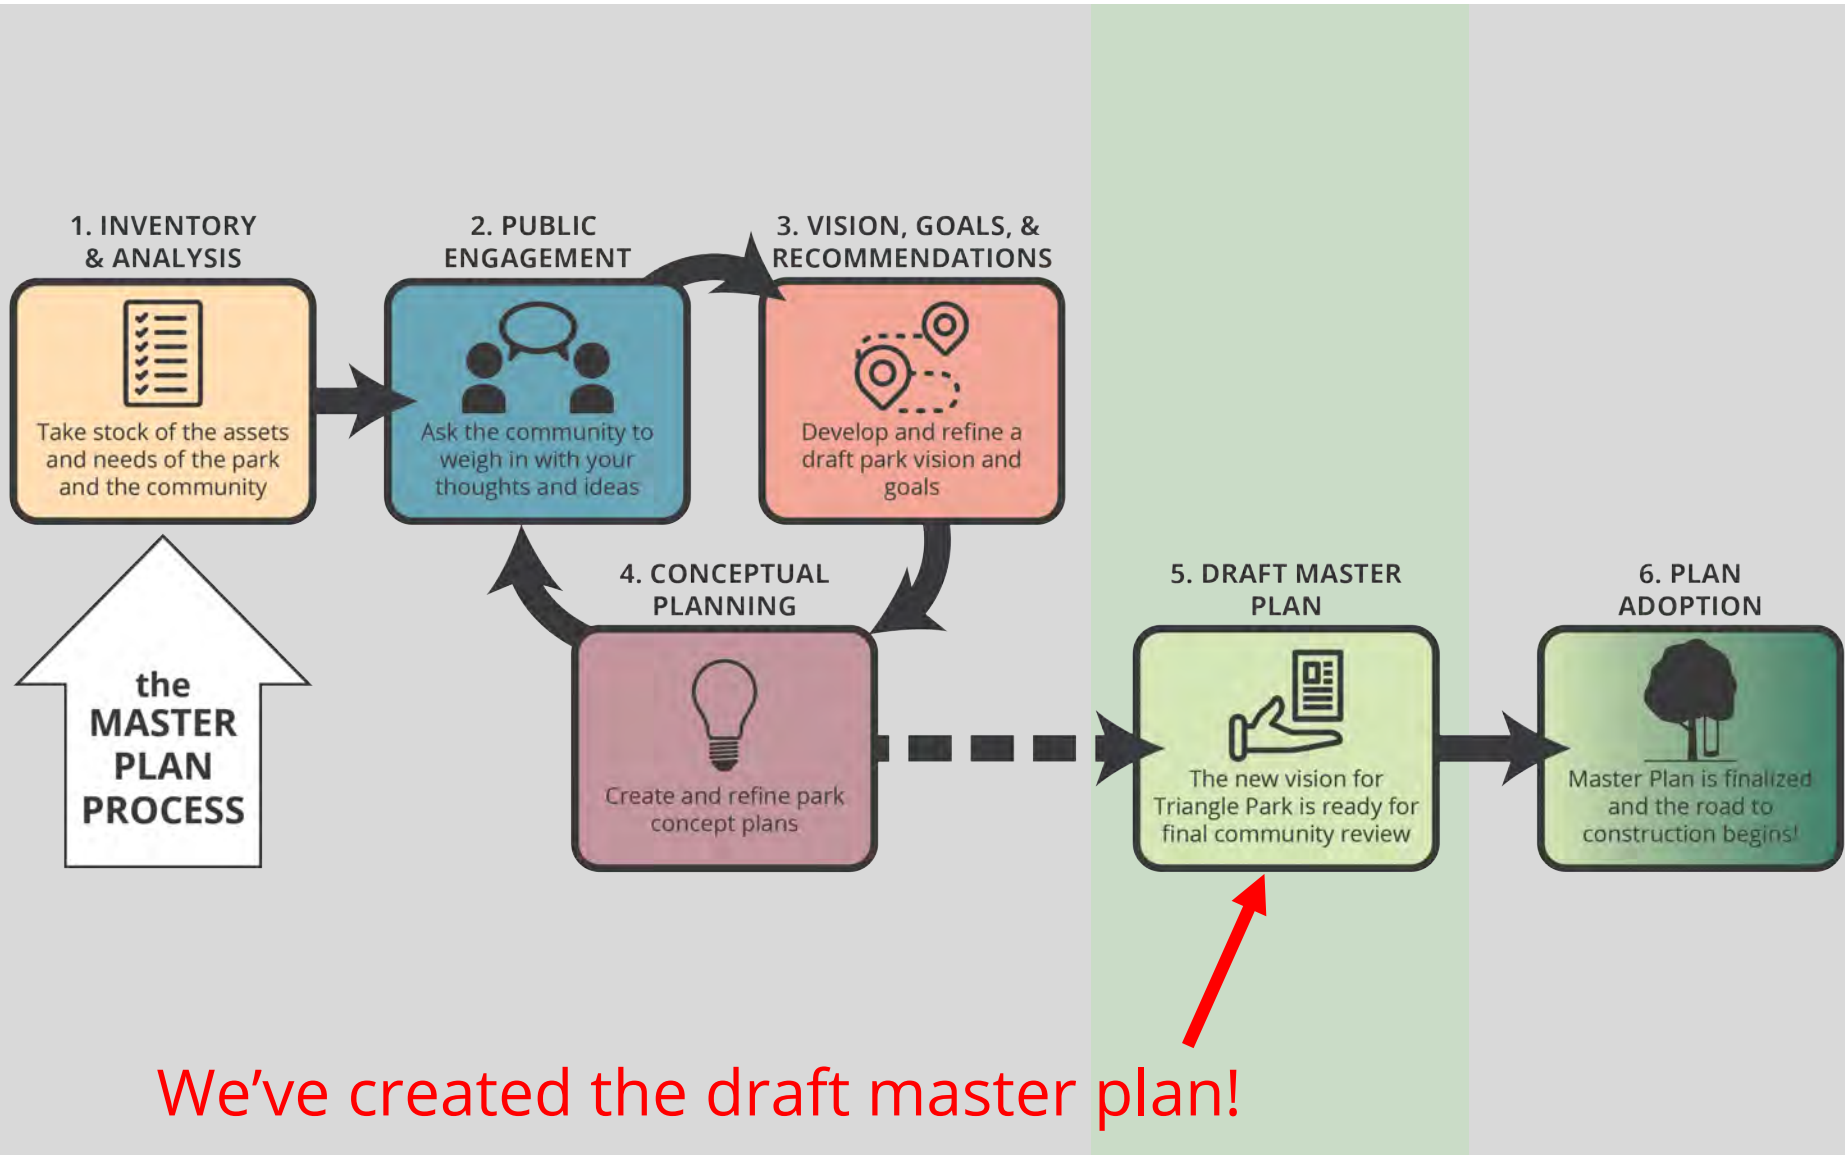 1. INVENTORY
& ANALYSIS
Take stock of the assets
and needs of the park
and the community
2. PUBLIC
ENGAGEMENT
Ask the community to
weigh in with your
thoughts and ideas
3. VISION, GOALS, &
RECOMMENDATIONS
Develop and refine a
draft park vision and
goals
4. CONCEPTUAL
PLANNING
Create and refine park
concept plans
5. DRAFT MASTER
PLAN
The new vision for
Triangle Park is ready for
final community review
6. PLAN
ADOPTION
Master Plan is finalized
and the road to
construction begins!
the
MASTER
PLAN
PROCESS
We’ve created the draft master plan!